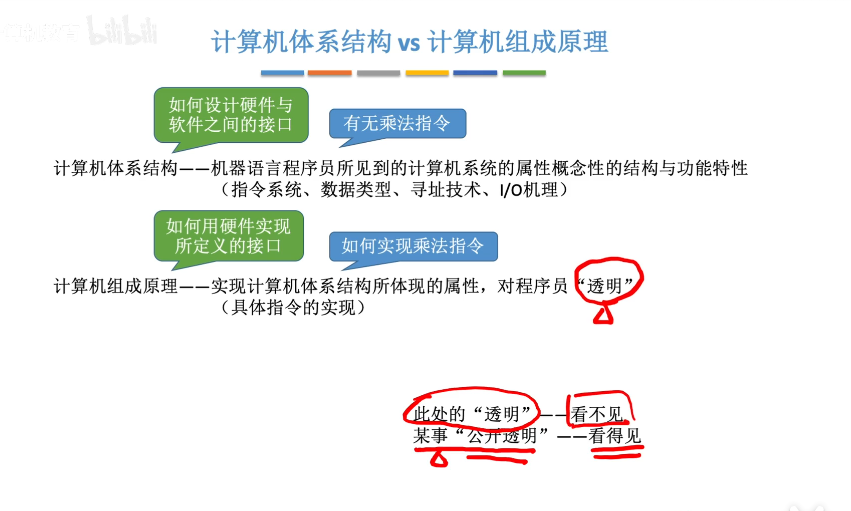 bilibili
计算机体系结构 vs 计算机组成原理
如何设计硬件与
软件之间的接口
有无乘法指令
计算机体系结构——机器语言程序员所见到的计算机系统的属性概念性的结构与功能特性
（指令系统、数据类型、寻址技术、I/O机理）
如何用硬件实现
所定义的接口
如何实现乘法指令
计算机组成原理——实现计算机体系结构所体现的属性，对程序员“透明”
（具体指令的实现）
此处的“透明”——看不见
某事“公开透明”——看得见